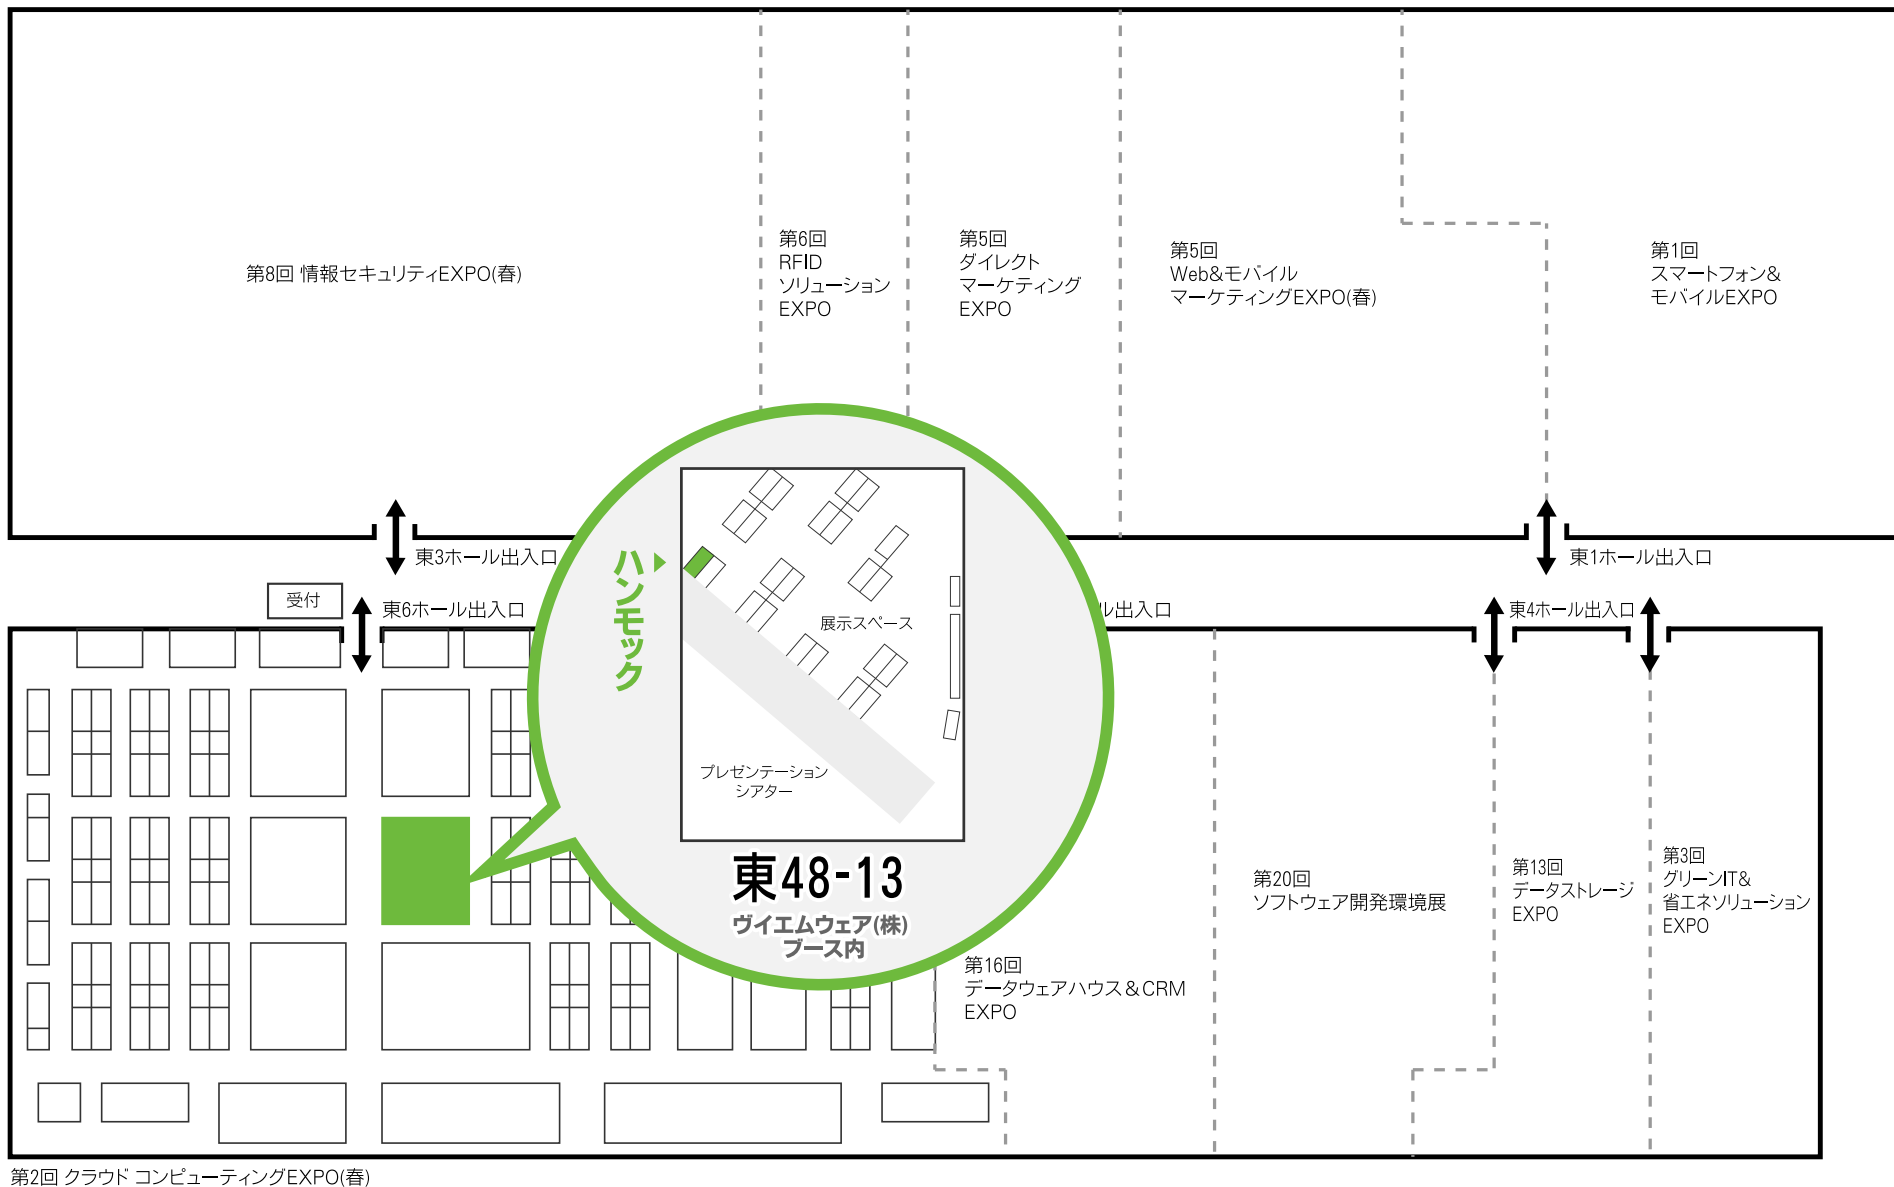 第8回 情報セキュリティEXPO(春)
第6回
RFID
ソリューション
EXPO
第5回
ダイレクト
マーケティング
EXPO
第5回
Web&モバイル
マーケティングEXPO(春)
第1回
スマートフォン&
モバイルEXPO
東3ホール出入口
東1ホール出入口
受付
東6ホール出入口
ル出入口
東4ホール出入口
ハンモック
展示スペース
プレゼンテーション
シアター
東48-13
ヴイエムウェア(株)
ブース内
第16回
データウェアハウス&CRM
EXPO
第20回
ソフトウェア開発環境展
第13回
データストレージ
EXPO
第3回
グリーンIT&
省エネソリューション
EXPO
第2回 クラウド コンピューティングEXPO(春)